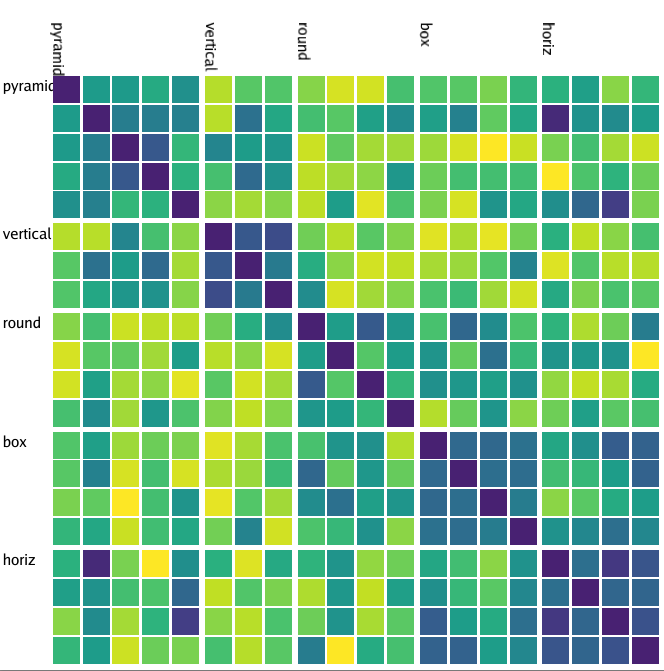 pyramid
vertical
round
box
horiz
pyramid
vertical
round
box
horiz